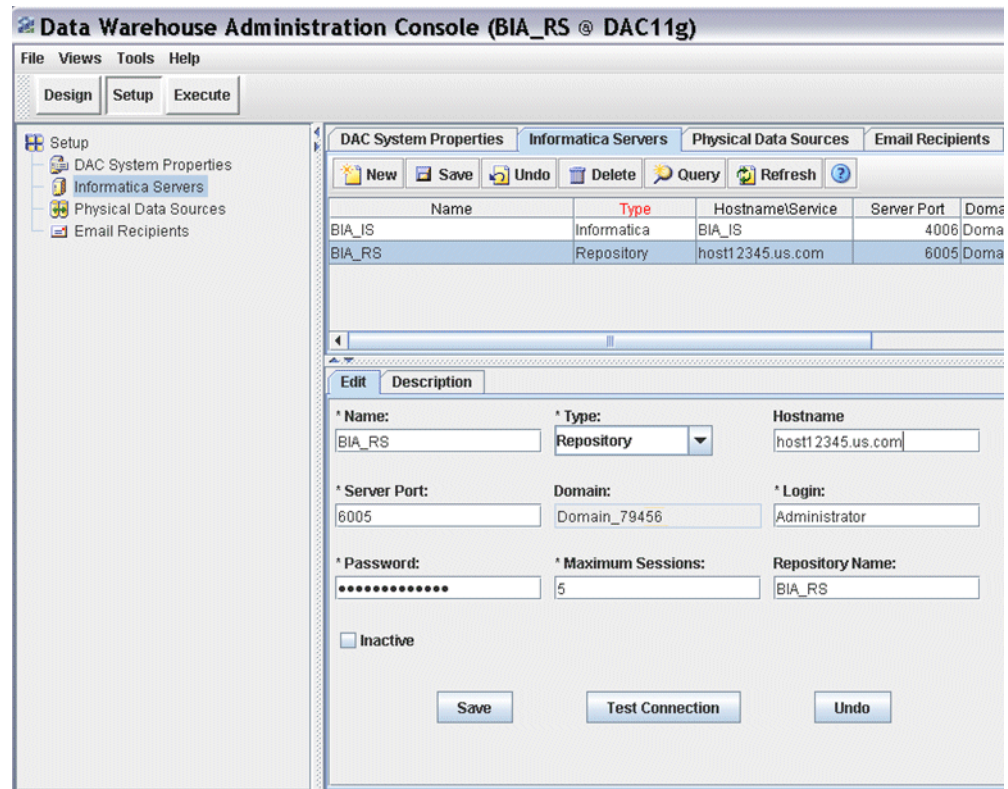 Data Warehouse Administration Console (BIA_RS @ DAC11g)
File Views Tools Help
Design Setup Execute
Setup
DAC System Properties
Informatica Servers
Physical Data Sources
Email Recipients
DAC System Properties Informatica Servers Physical Data Sources Email Recipients
New Save Undo Delete Query Refresh ?
Name Type Hostname\Service Server Port Doma
BIA_IS Informatica BIA_IS 4006 Doma
BIA_RS Repository host12345.us.com 6005 Doma
Edit Description
* Name: * Type: Hostname
BIA_RS Repository host12345.us.com
* Server Port: Domain: * Login:
6005 Domain_79456 Administrator
* Password: * Maximum Sessions: Repository Name:
••••••••••••• 5 BIA_RS
Inactive
Save Test Connection Undo